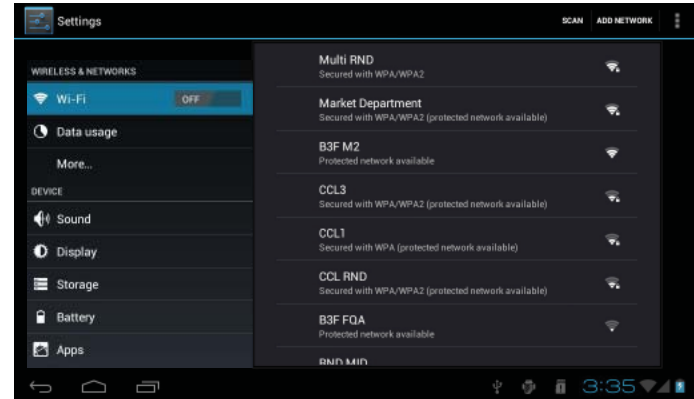 Settings
SCAN
ADD NETWORK
WIRELESS & NETWORKS
Wi-Fi
OFF
Data usage
More...
DEVICE
Sound
Display
Storage
Battery
Apps
Multi RND
Secured with WPA/WPA2
Market Department
Secured with WPA/WPA2 (protected network available)
B3F M2
Protected network available
CCL3
Secured with WPA/WPA2 (protected network available)
CCL1
Secured with WPA (protected network available)
CCL RND
Secured with WPA/WPA2 (protected network available)
B3F FQA
Protected network available
RND MID
3:35